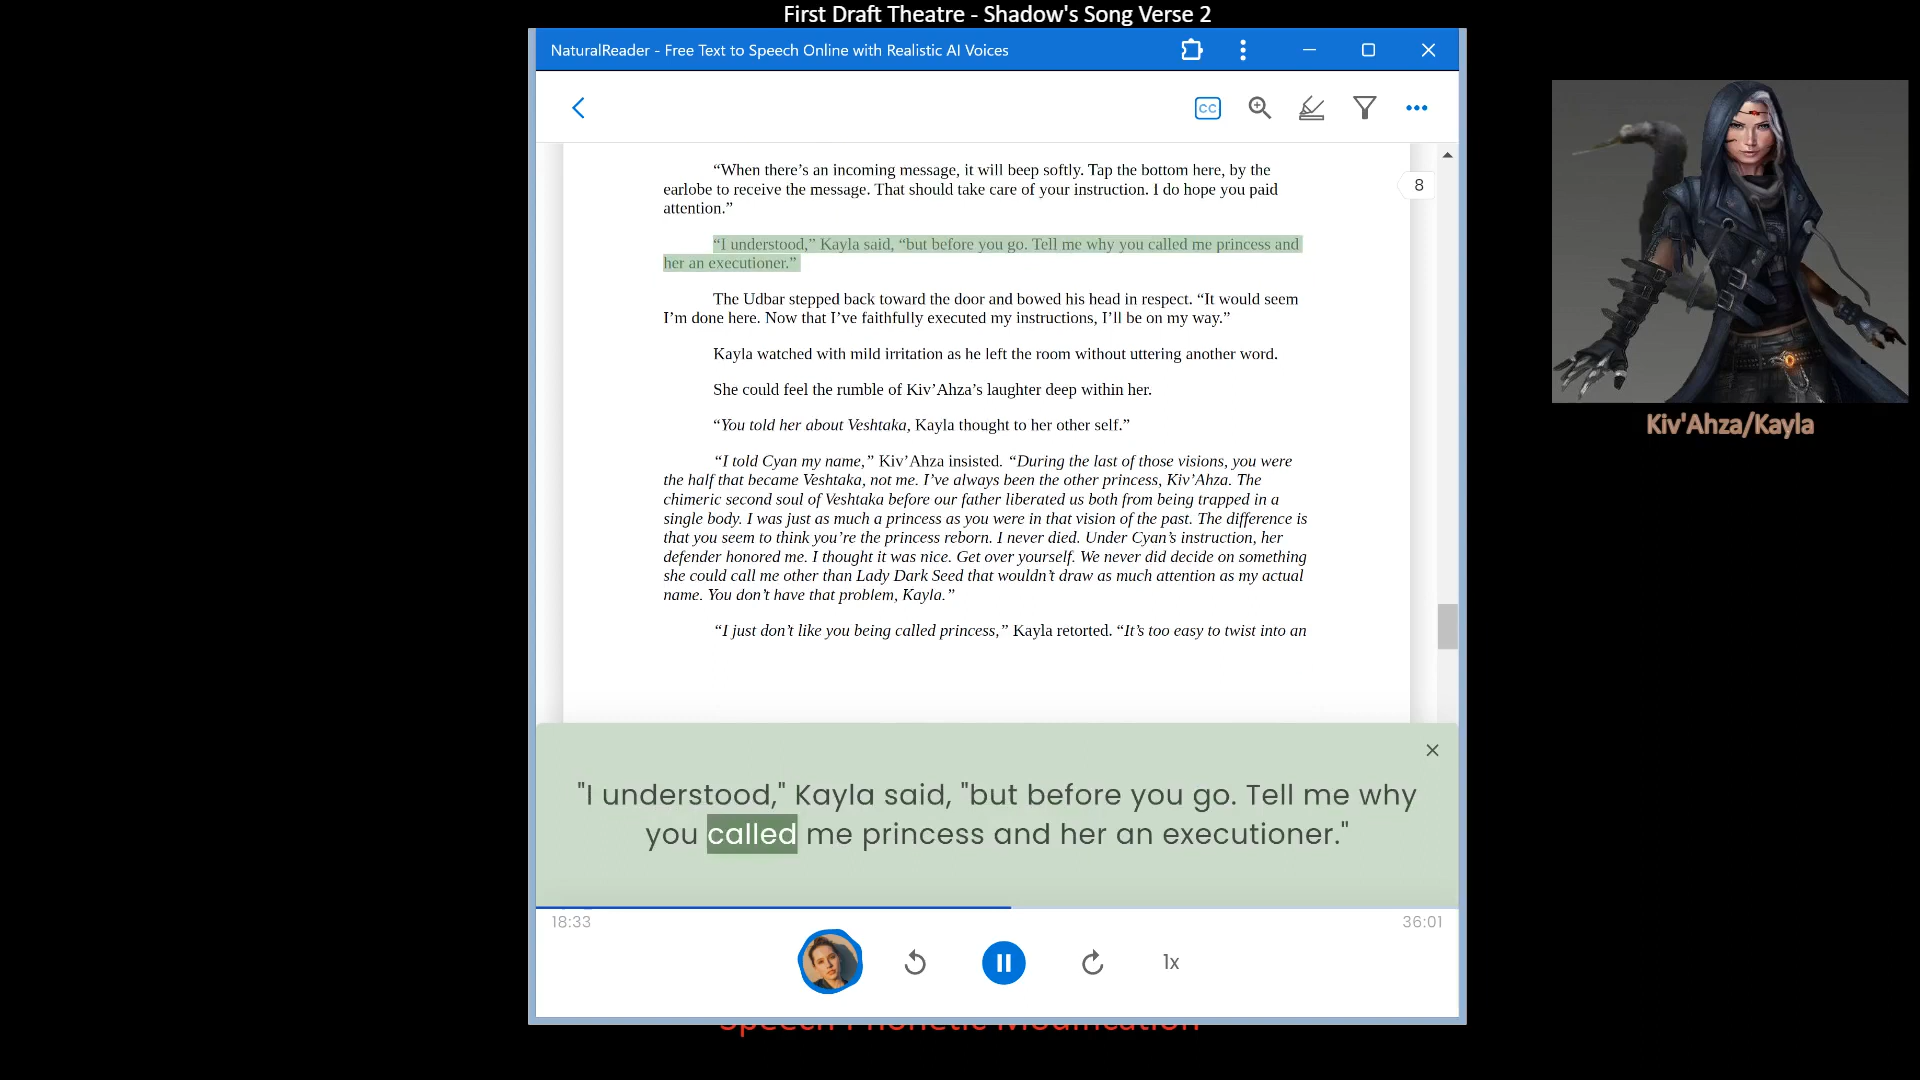 First Draft Theatre - Shadow's Song Verse 2
NaturalReader - Free Text to Speech Online with Realistic AI Voices
CC
“When there’s an incoming message, it will beep softly. Tap the bottom here, by the
earlobe to receive the message. That should take care of your instruction. I do hope you paid
attention.”
8
“I understood,” Kayla said, “but before you go. Tell me why you called me princess and
her an executioner.”
The Udbar stepped back toward the door and bowed his head in respect. “It would seem
I’m done here. Now that I’ve faithfully executed my instructions, I’ll be on my way.”
Kayla watched with mild irritation as he left the room without uttering another word.
She could feel the rumble of Kiv’Ahza’s laughter deep within her.
“You told her about Veshtaka, Kayla thought to her other self.”
“I told Cyan my name,” Kiv’Ahza insisted. “During the last of those visions, you were
the half that became Veshtaka, not me. I’ve always been the other princess, Kiv’Ahza. The
chimeric second soul of Veshtaka before our father liberated us both from being trapped in a
single body. I was just as much a princess as you were in that vision of the past. The difference is
that you seem to think you’re the princess reborn. I never died. Under Cyan’s instruction, her
defender honored me. I thought it was nice. Get over yourself. We never did decide on something
she could call me other than Lady Dark Seed that wouldn’t draw as much attention as my actual
name. You don’t have that problem, Kayla.”
“I just don’t like you being called princess,” Kayla retorted. “It’s too easy to twist into an
"I understood," Kayla said, "but before you go. Tell me why
you called me princess and her an executioner."
18:33
36:01
1x
Speech Phonetic Modification
Kiv'Ahza/Kayla